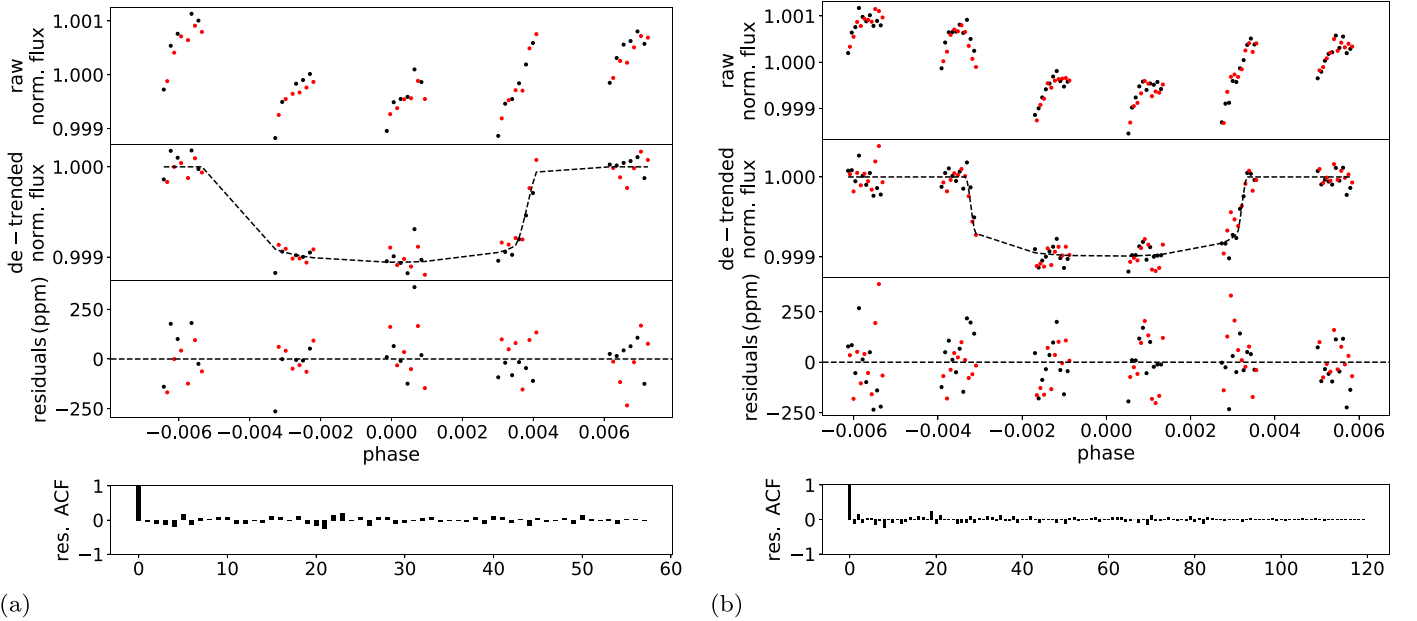 1.001
1.000
0.999
raw
norm. flux
1.000
0.999
de−trended
norm. flux
250
0
−250
residuals (ppm)
−0.006 −0.004 −0.002 0.000 0.002 0.004 0.006
phase
1
0
−1
res. ACF
0 10 20 30 40 50 60
(a)
1.001
1.000
0.999
raw
norm. flux
1.000
0.999
de−trended
norm. flux
250
0
−250
residuals (ppm)
−0.006 −0.004 −0.002 0.000 0.002 0.004 0.006
phase
1
0
−1
res. ACF
0 20 40 60 80 100 120
(b)